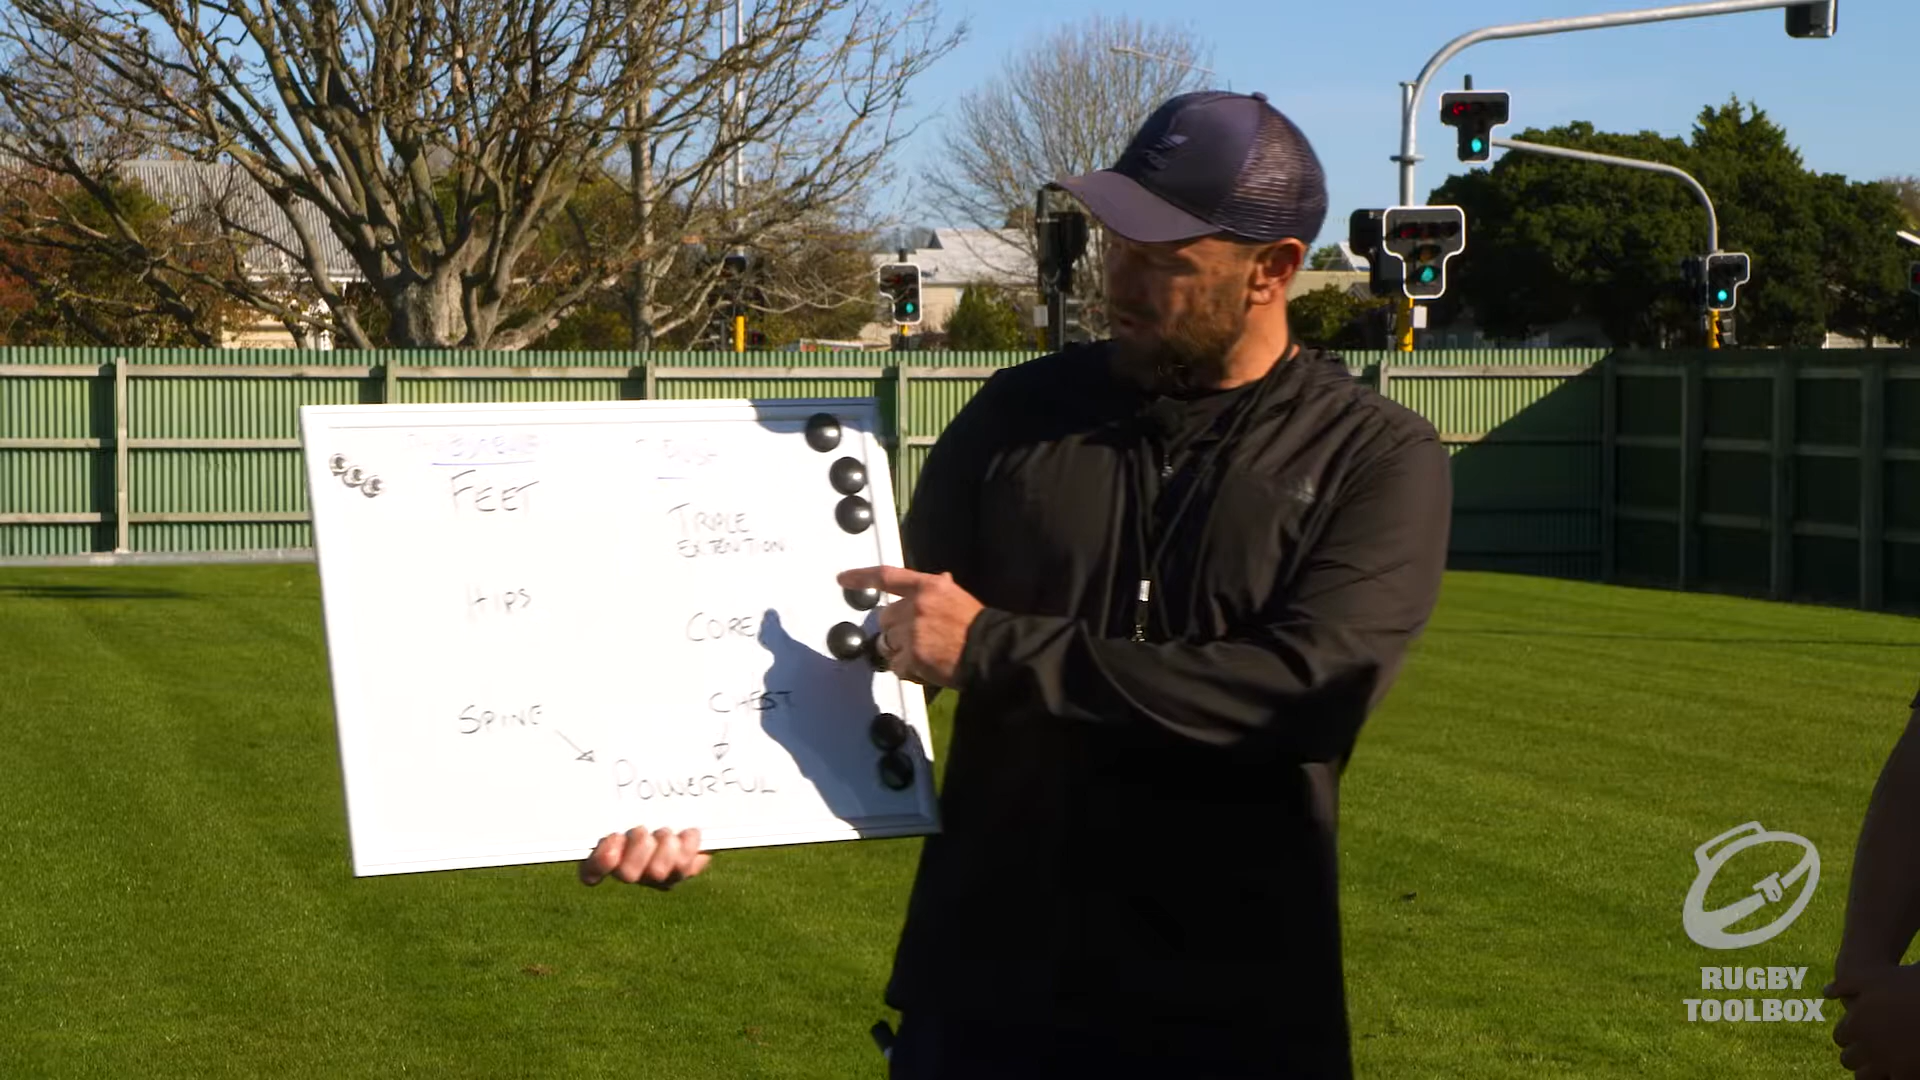 FEET
TRIPLE
EXTENTION
HIPS
CORE
SPINE
CHEST
POWERFUL
RUGBY
TOOLBOX